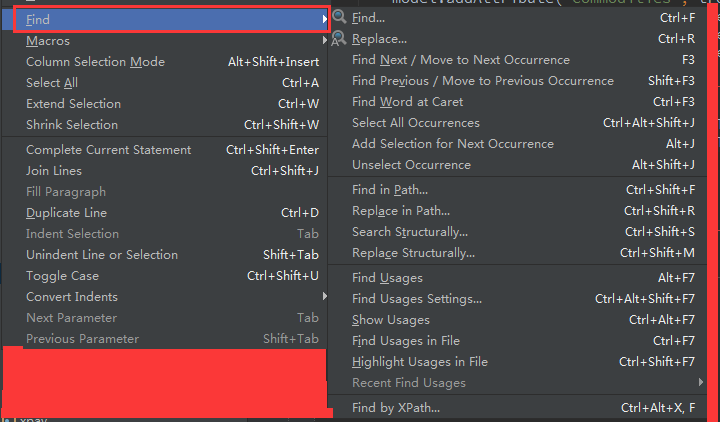 model.addAttribute("Commodities",
Find
Macros
Column Selection Mode Alt+Shift+Insert
Select All Ctrl+A
Extend Selection Ctrl+W
Shrink Selection Ctrl+Shift+W
Complete Current Statement Ctrl+Shift+Enter
Join Lines Ctrl+Shift+J
Fill Paragraph
Duplicate Line Ctrl+D
Indent Selection Tab
Unindent Line or Selection Shift+Tab
Toggle Case Ctrl+Shift+U
Convert Indents
Next Parameter Tab
Previous Parameter Shift+Tab
Find... Ctrl+F
Replace... Ctrl+R
Find Next / Move to Next Occurrence F3
Find Previous / Move to Previous Occurrence Shift+F3
Find Word at Caret Ctrl+F3
Select All Occurrences Ctrl+Alt+Shift+J
Add Selection for Next Occurrence Alt+J
Unselect Occurrence Alt+Shift+J
Find in Path... Ctrl+Shift+F
Replace in Path... Ctrl+Shift+R
Search Structurally... Ctrl+Shift+S
Replace Structurally... Ctrl+Shift+M
Find Usages Alt+F7
Find Usages Settings... Ctrl+Alt+Shift+F7
Show Usages Ctrl+Alt+F7
Find Usages in File Ctrl+F7
Highlight Usages in File Ctrl+Shift+F7
Recent Find Usages
Find by XPath... Ctrl+Alt+X, F